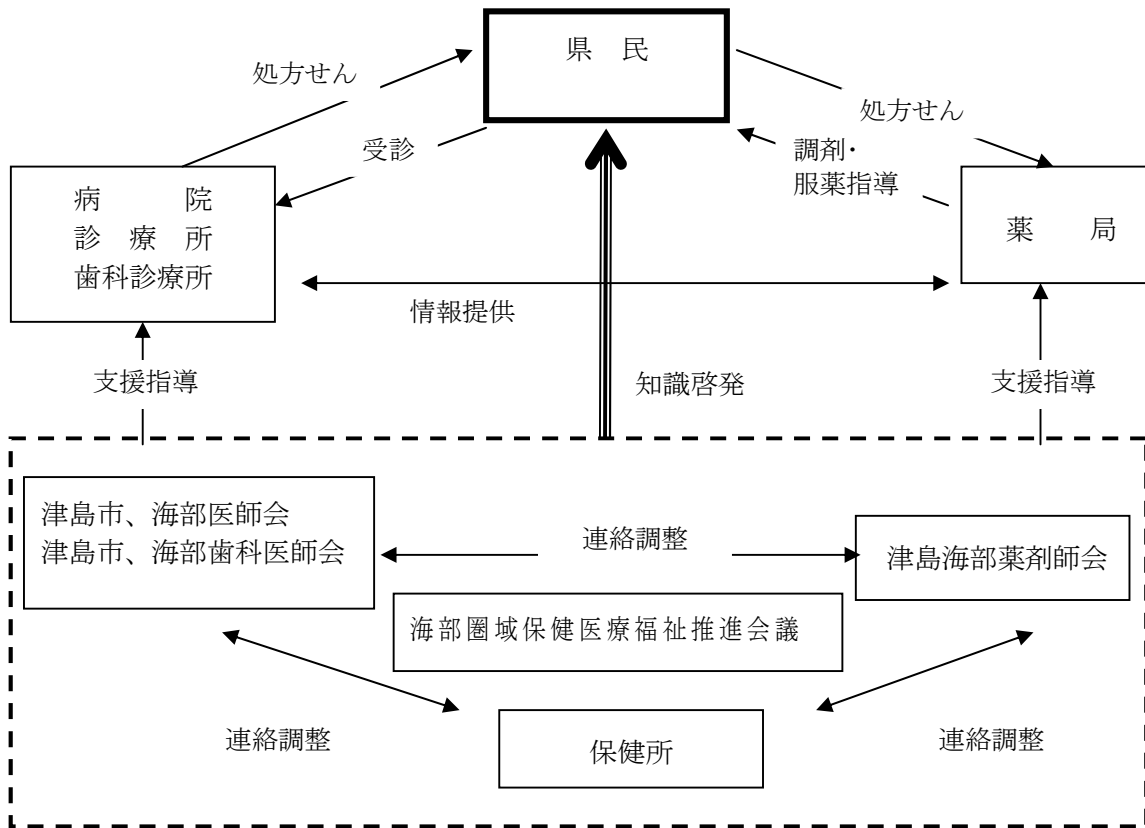 県　民
処方せん
処方せん
受診
調剤・
服薬指導
病　　　院
診　療　所
歯科診療所
薬　　局
情報提供
支援指導
知識啓発
支援指導
津島市、海部医師会
津島市、海部歯科医師会
連絡調整
津島海部薬剤師会
海部圏域保健医療福祉推進会議
連絡調整
保健所
連絡調整